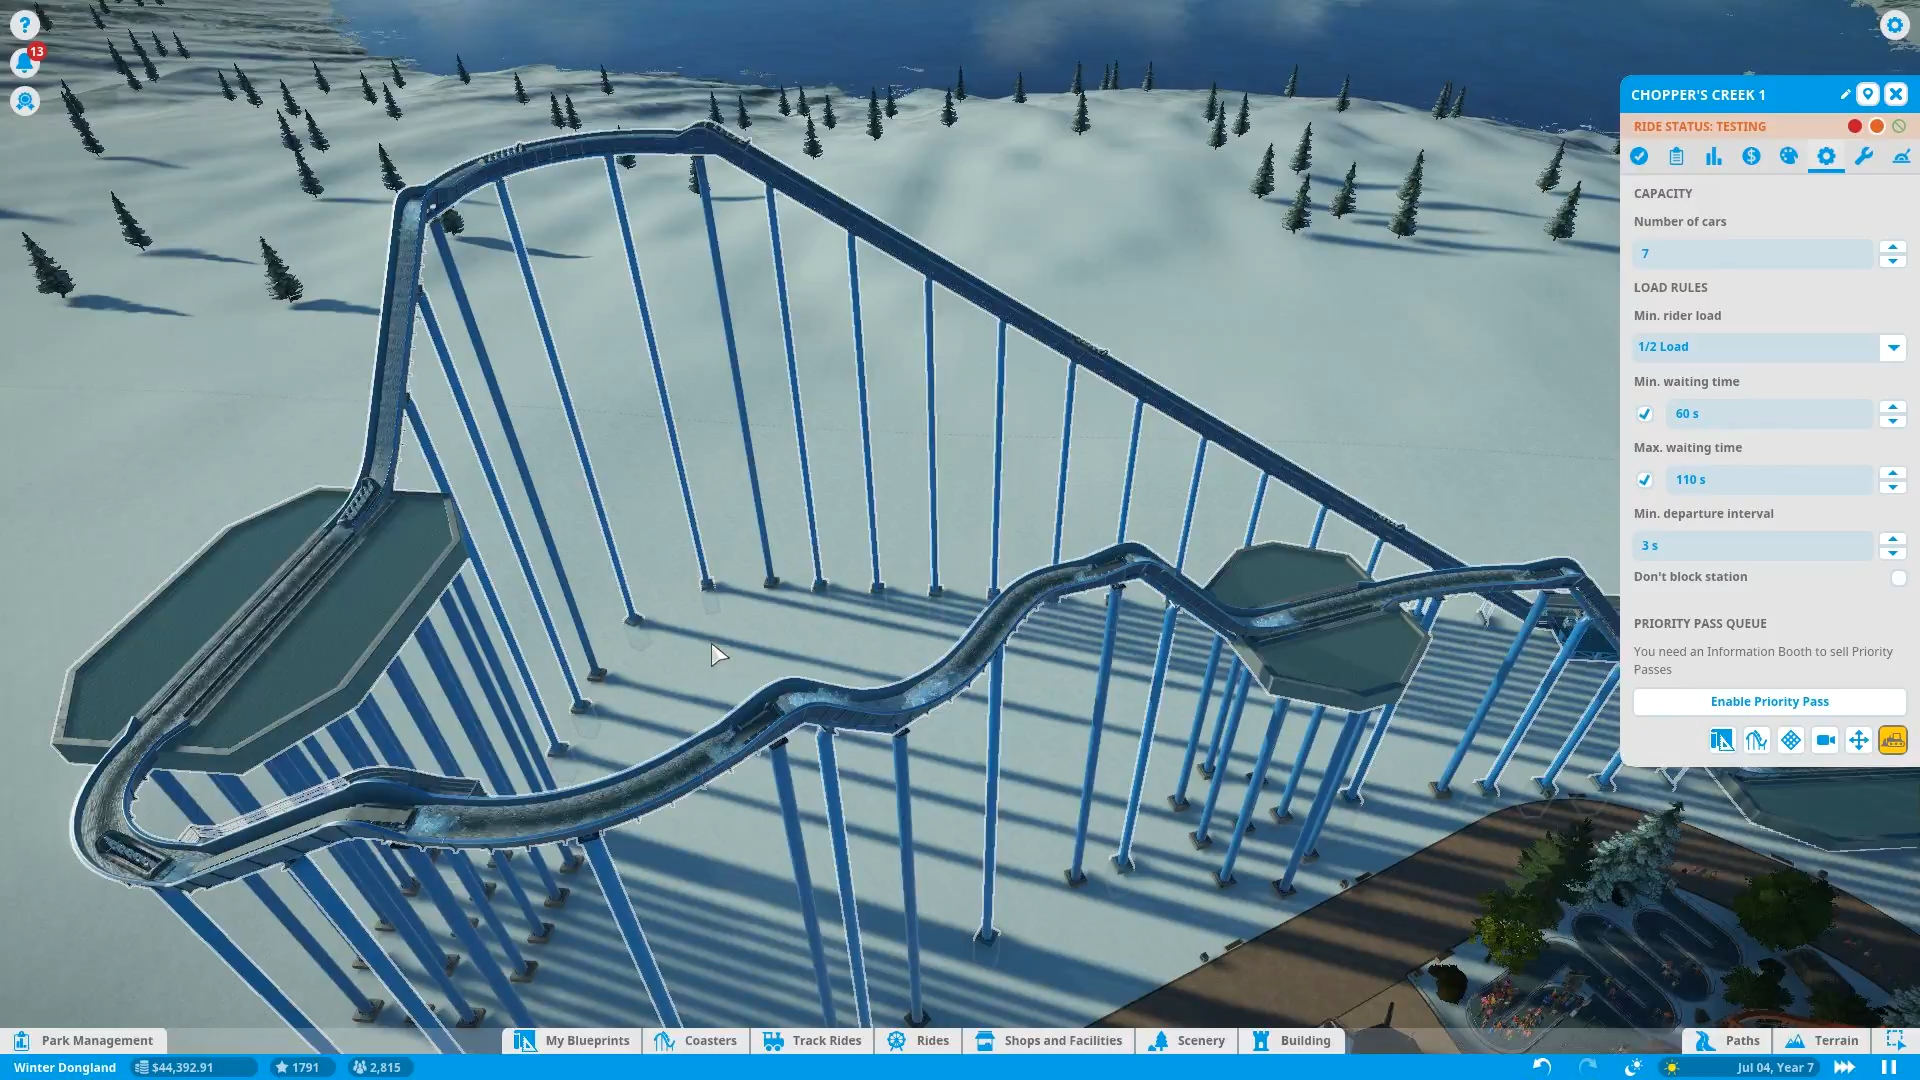 13
CHOPPER'S CREEK 1
RIDE STATUS: TESTING
CAPACITY
Number of cars
7
LOAD RULES
Min. rider load
1/2 Load
Min. waiting time
60 s
Max. waiting time
110 s
Min. departure interval
3 s
Don't block station
PRIORITY PASS QUEUE
You need an Information Booth to sell Priority
Passes
Enable Priority Pass
Park Management
My Blueprints
Coasters
Track Rides
Rides
Shops and Facilities
Scenery
Building
Paths
Terrain
Winter Dongland
$44,392.91
1791
2,815
Jul 04, Year 7